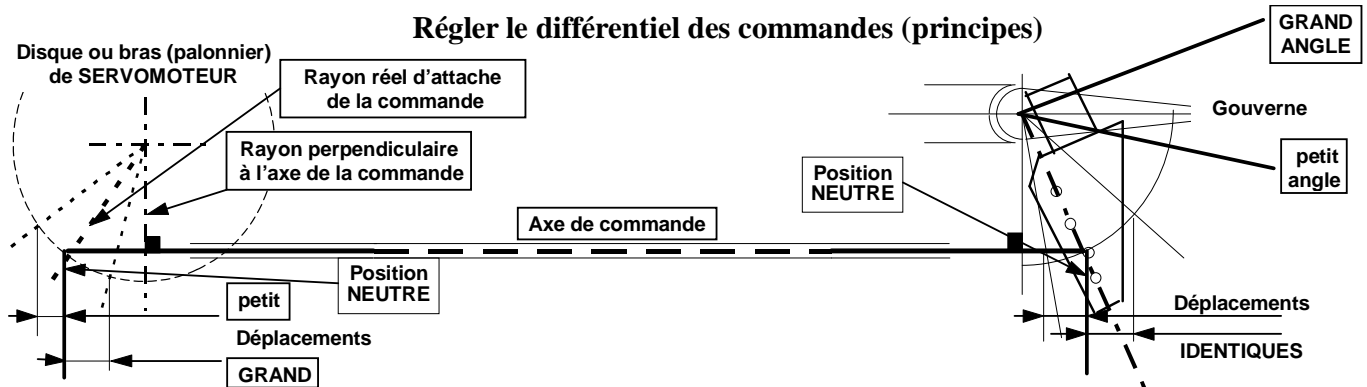 Régler le différentiel des commandes (principes)
Disque ou bras (palonnier)
de SERVOMOTEUR
Rayon réel d'attache
de la commande
Rayon perpendiculaire
à l'axe de la commande
Axe de commande
Position
NEUTRE
petit
Déplacements
GRAND
GRAND
ANGLE
Gouverne
petit
angle
Position
NEUTRE
Déplacements
IDENTIQUES